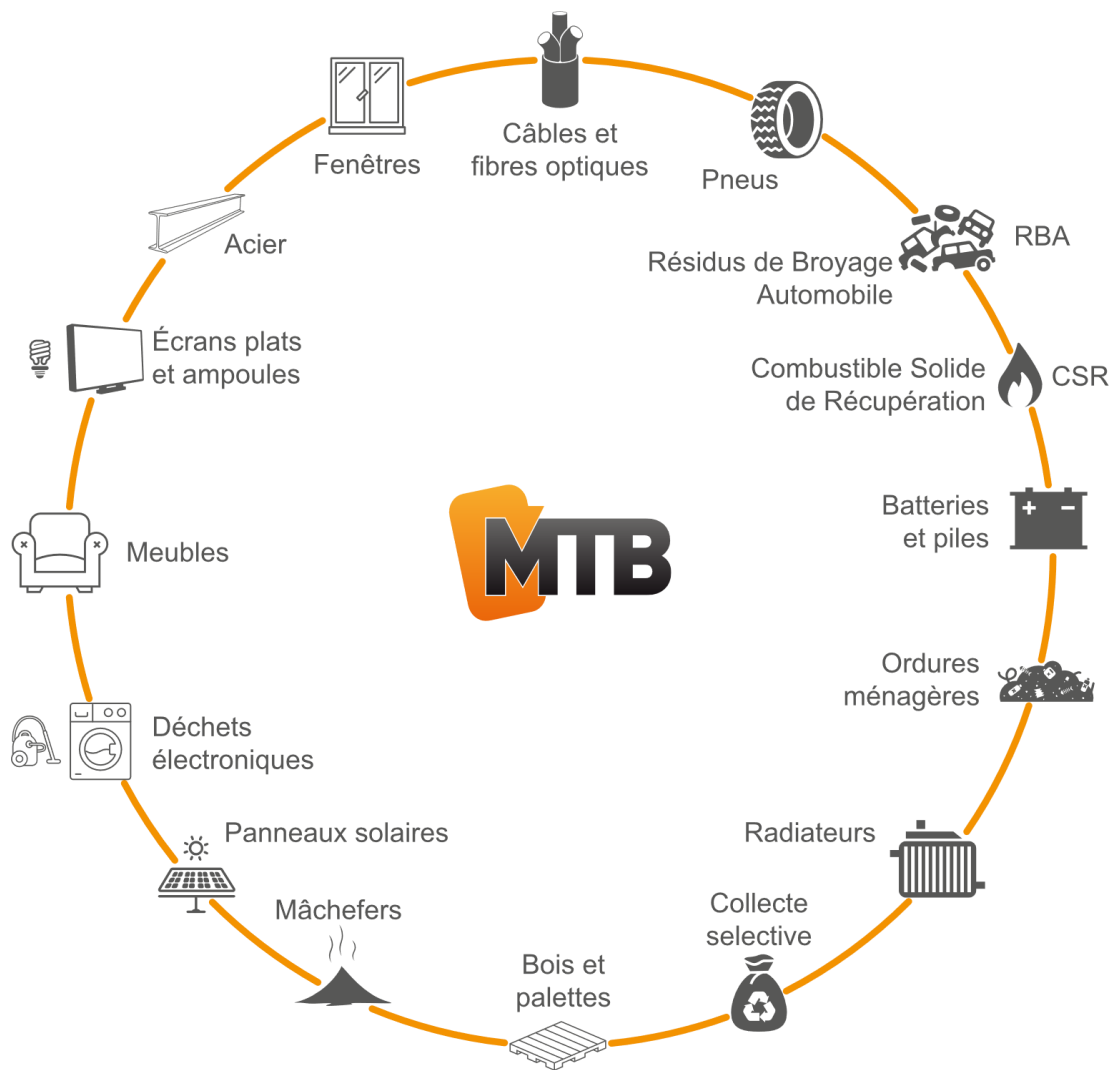 Câbles et
fibres optiques
Pneus
RBA
Résidus de Broyage
Automobile
Combustible Solide
de Récupération
CSR
Batteries
et piles
Ordures
ménagères
Radiateurs
Collecte
selective
Bois et
palettes
Mâchefers
Panneaux solaires
Déchets
électroniques
Meubles
Écrans plats
et ampoules
Acier
Fenêtres
MTB